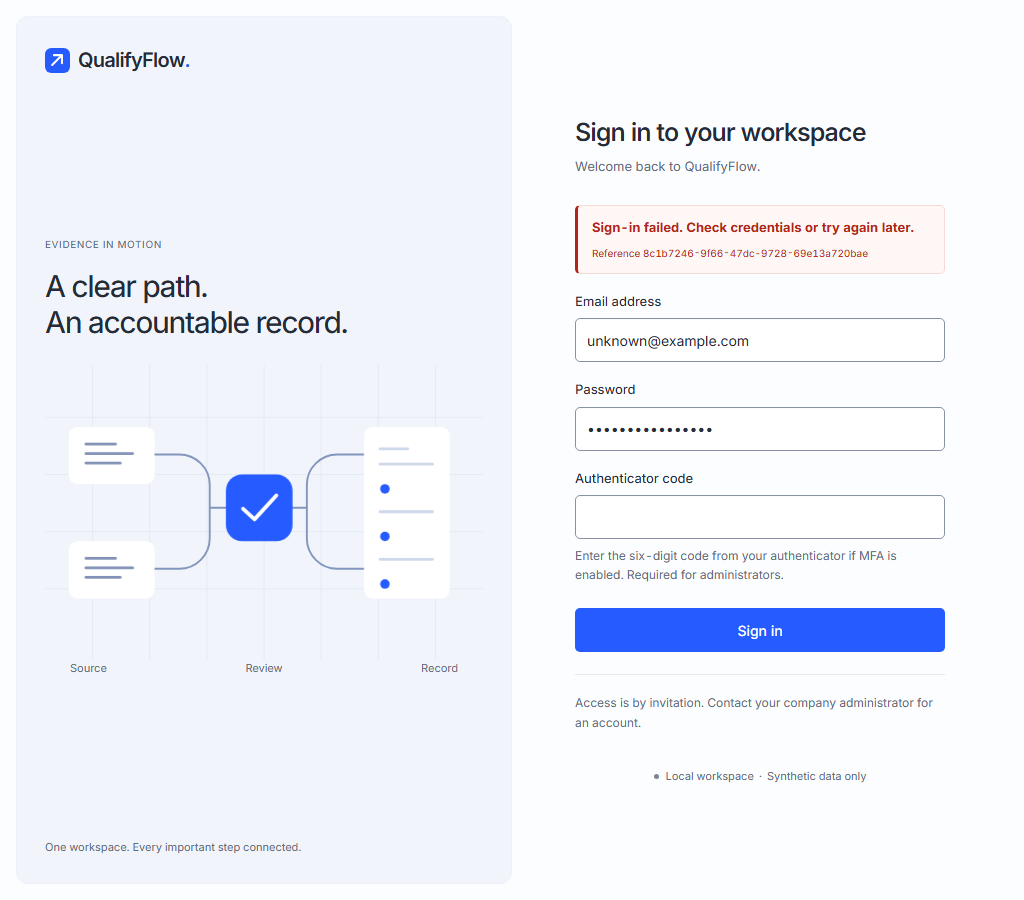 QualifyFlow.
EVIDENCE IN MOTION
A clear path.
An accountable record.
Source
Review
Record
One workspace. Every important step connected.
Sign in to your workspace
Welcome back to QualifyFlow.
Sign-in failed. Check credentials or try again later.
Reference 8c1b7246-9f66-47dc-9728-69e13a720bae
Email address
unknown@example.com
Password
••••••••••••••••
Authenticator code
Enter the six-digit code from your authenticator if MFA is
enabled. Required for administrators.
Sign in
Access is by invitation. Contact your company administrator for
an account.
Local workspace · Synthetic data only